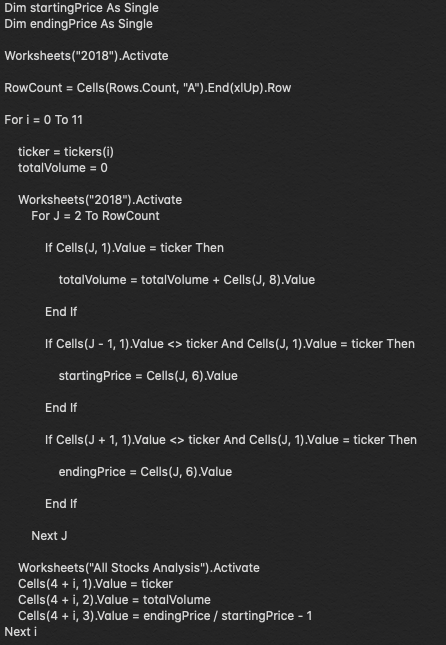 Dim startingPrice As Single
Dim endingPrice As Single
Worksheets("2018").Activate
RowCount = Cells(Rows.Count, "A").End(xlUp).Row
For i = 0 To 11
ticker = tickers(i)
totalVolume = 0
Worksheets("2018").Activate
For J = 2 To RowCount
If Cells(J, 1).Value = ticker Then
totalVolume = totalVolume + Cells(J, 8).Value
End If
If Cells(J - 1, 1).Value <> ticker And Cells(J, 1).Value = ticker Then
startingPrice = Cells(J, 6).Value
End If
If Cells(J + 1, 1).Value <> ticker And Cells(J, 1).Value = ticker Then
endingPrice = Cells(J, 6).Value
End If
Next J
Worksheets("All Stocks Analysis").Activate
Cells(4 + i, 1).Value = ticker
Cells(4 + i, 2).Value = totalVolume
Cells(4 + i, 3).Value = endingPrice / startingPrice - 1
Next i